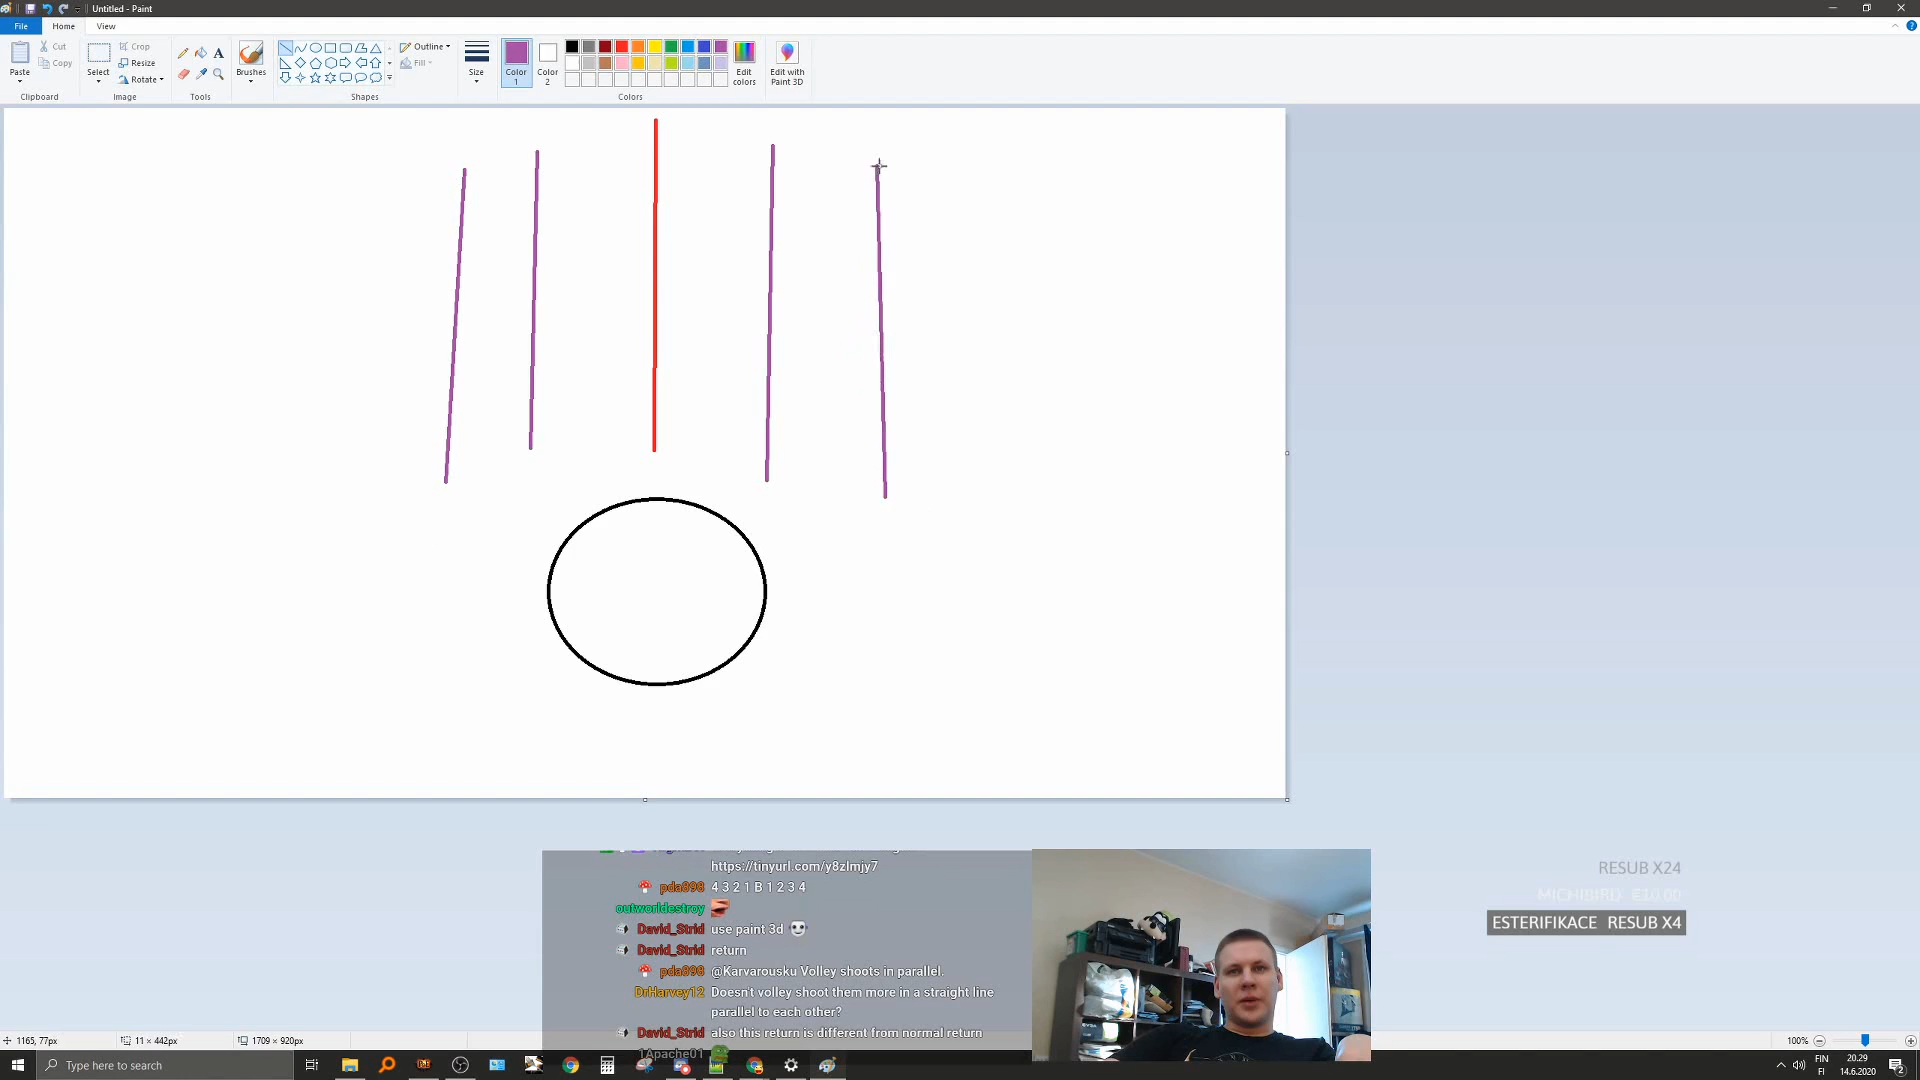 Untitled - Paint
File
Home
View
Paste
Cut
Copy
Clipboard
Select
Crop
Resize
Rotate
Image
Tools
Brushes
Shapes
Outline
Fill
Size
Color
1
Color
2
Colors
Edit
colors
Edit with
Paint 3D
https://tinyurl.com/y8zlmjy7
pda898 4 3 2 1 B 1 2 3 4
outworldestroy
David_Strid use paint 3d
David_Strid return
pda898 @Karvarousku Volley shoots in parallel.
DrHarvey12 Doesn't volley shoot them more in a straight line
parallel to each other?
David_Strid also this return is different from normal return
1Apache01
RESUB X24
MICHIBIRD €10.00
ESTERIFIKACE RESUB X4
1165, 77px
11 × 442px
1709 × 920px
100%
Type here to search
FIN
FI
20.29
14.6.2020